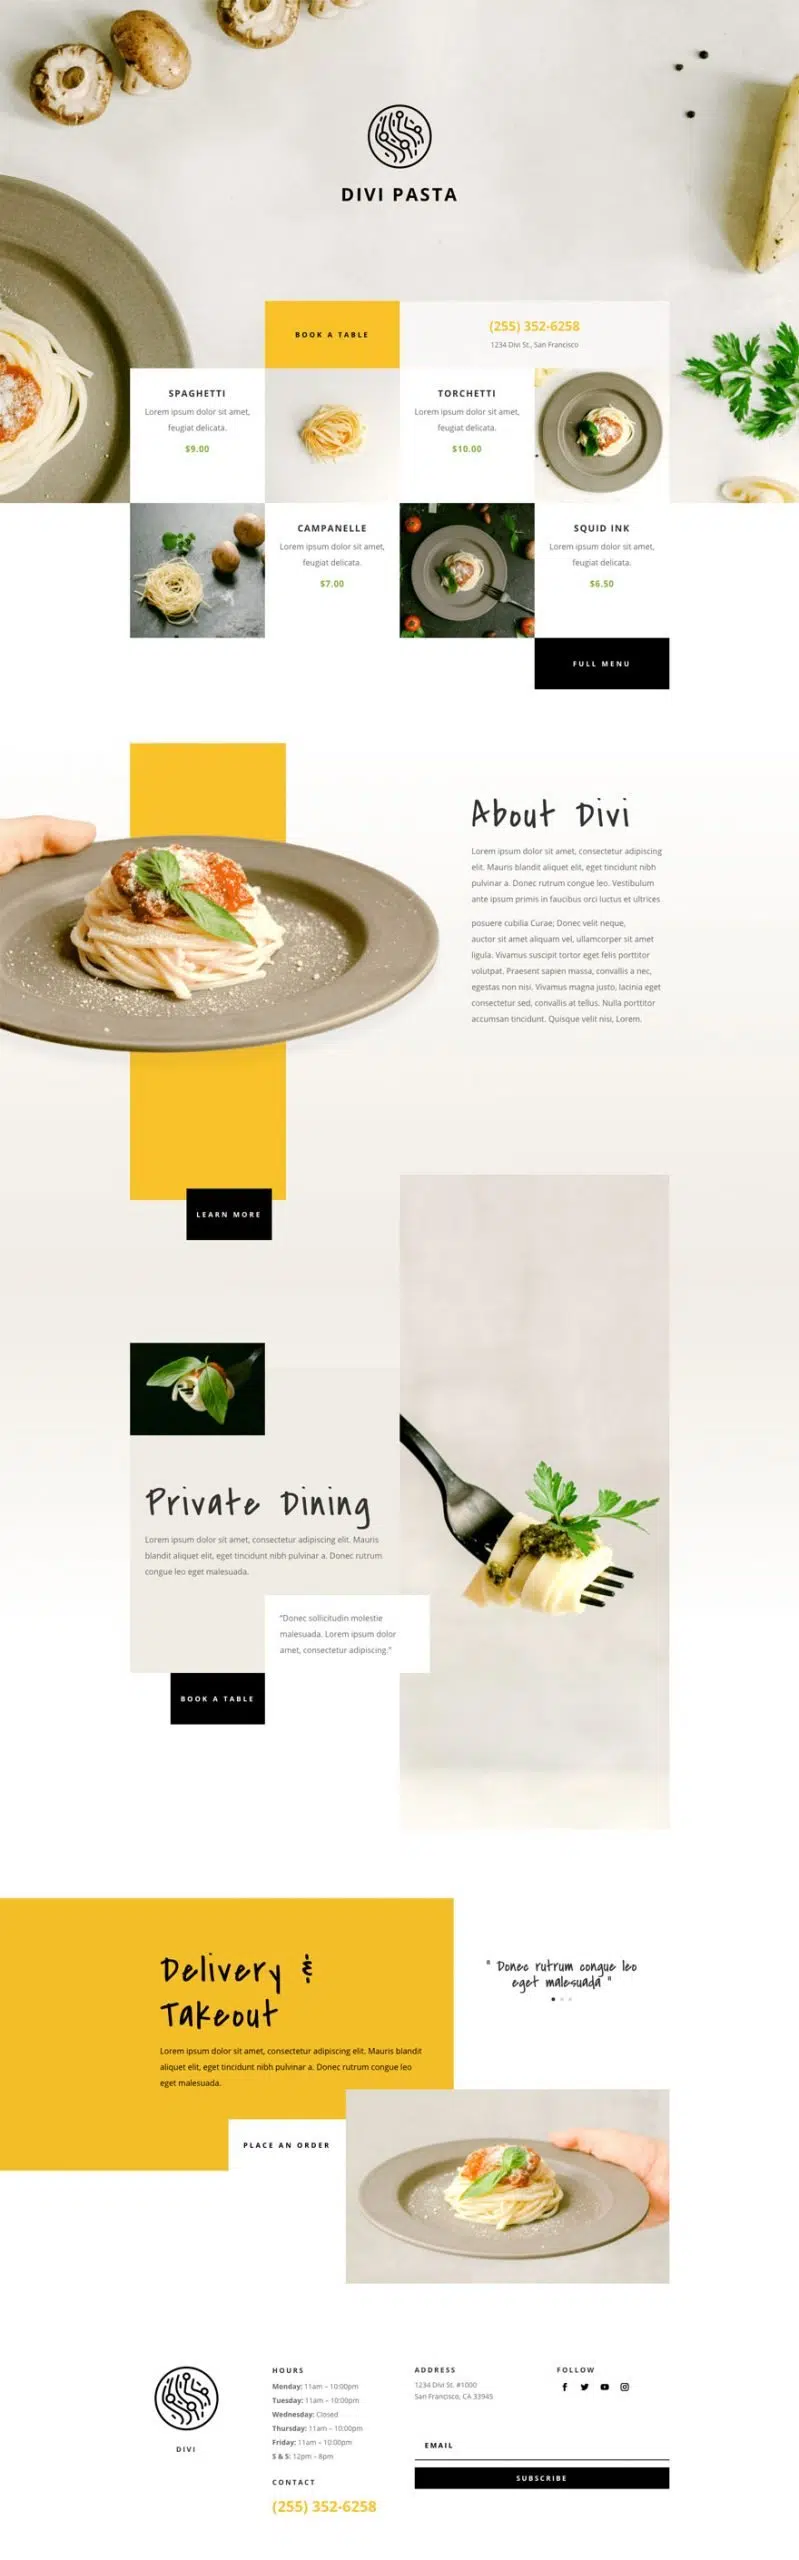 DIVI PASTA
BOOK A TABLE
(255) 352-6258
1234 Divi St., San Francisco
SPAGHETTI
Lorem ipsum dolor sit amet,
feugiat delicata.
$9.00
TORCHETTI
Lorem ipsum dolor sit amet,
feugiat delicata.
$10.00
CAMPANELLE
Lorem ipsum dolor sit amet,
feugiat delicata.
$7.00
SQUID INK
Lorem ipsum dolor sit amet,
feugiat delicata.
$6.50
FULL MENU
About Divi
Lorem ipsum dolor sit amet, consectetur adipiscing
elit. Mauris blandit aliquet elit, eget tincidunt nibh
pulvinar a. Donec rutrum congue leo. Vestibulum
ante ipsum primis in faucibus orci luctus et ultrices
posuere cubilia Curae; Donec velit neque,
auctor sit amet aliquam vel, ullamcorper sit amet
ligula. Vivamus suscipit tortor eget felis porttitor
volutpat. Praesent sapien massa, convallis a nec,
egestas non nisi. Vivamus magna justo, lacinia eget
consectetur sed, convallis at tellus. Nulla porttitor
accumsan tincidunt. Quisque velit nisi, Lorem.
LEARN MORE
Private Dining
Lorem ipsum dolor sit amet, consectetur adipiscing elit. Mauris
blandit aliquet elit, eget tincidunt nibh pulvinar a. Donec rutrum
congue leo eget malesuada.
"Donec sollicitudin molestie
malesuada. Lorem ipsum dolor
amet, consectetur adipiscing."
BOOK A TABLE
Delivery &
Takeout
Lorem ipsum dolor sit amet, consectetur adipiscing elit. Mauris blandit
aliquet elit, eget tincidunt nibh pulvinar a. Donec rutrum congue leo
eget malesuada.
PLACE AN ORDER
" Donec rutrum congue leo
eget malesuada "
DIVI
HOURS
Monday: 11am – 10:00pm
Tuesday: 11am – 10:00pm
Wednesday: Closed
Thursday: 11am – 10:00pm
Friday: 11am – 10:00pm
S & S: 12pm – 8pm
CONTACT
(255) 352-6258
ADDRESS
1234 DIvi St. #1000
San Francisco, CA 33945
FOLLOW
EMAIL
SUBSCRIBE